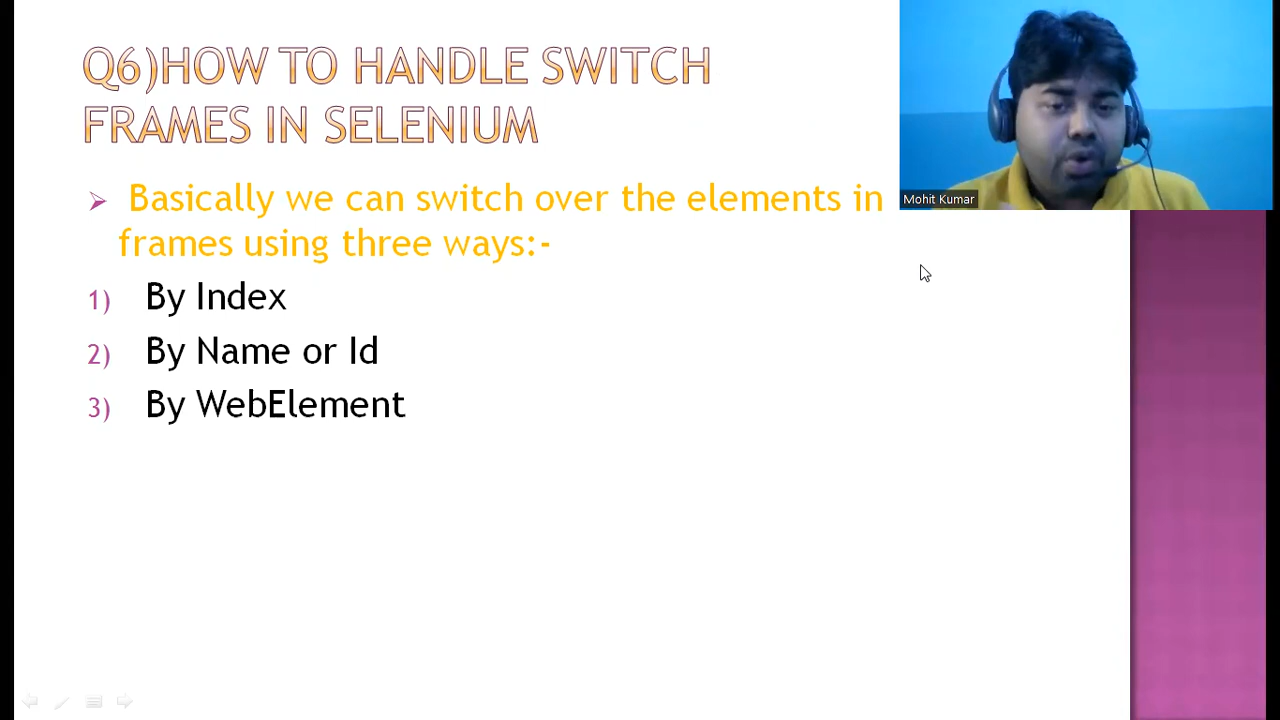 Q6)HOW TO HANDLE SWITCH
FRAMES IN SELENIUM
Basically we can switch over the elements in
frames using three ways:-
1) By Index
2) By Name or Id
3) By WebElement
Mohit Kumar